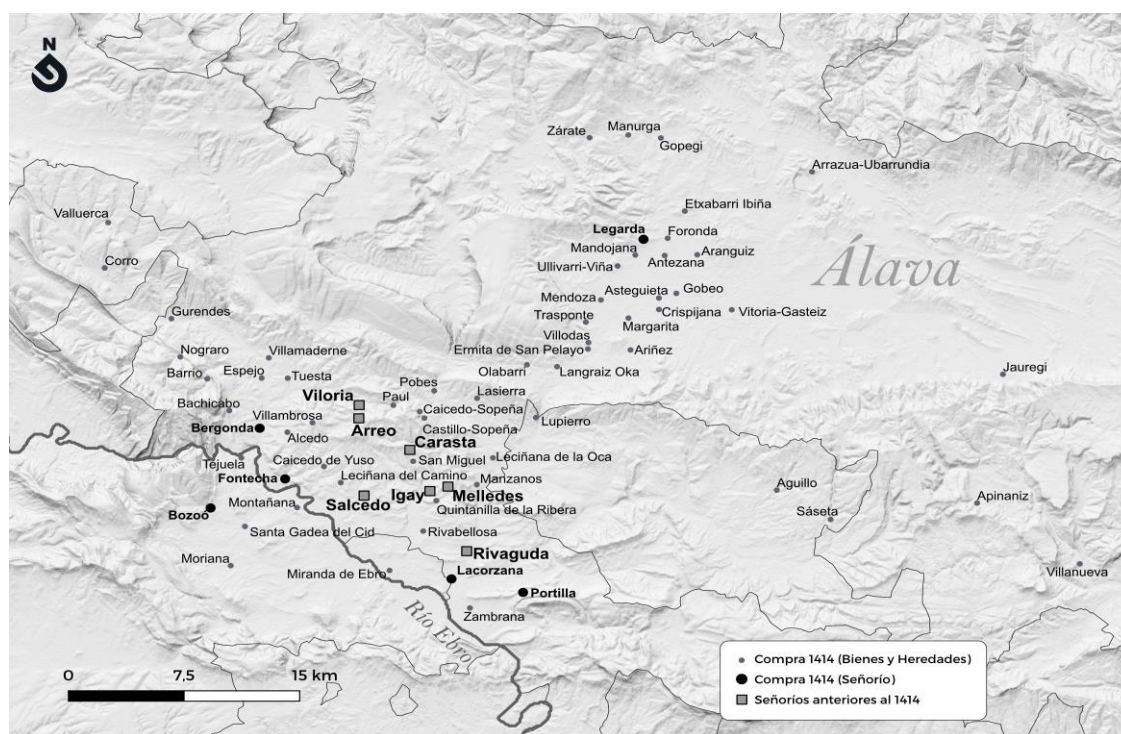 N
Zárate
Manurga
Gopegi
Arrazua-Ubarrundia
Valluerca
Etxabarri Ibiña
Legarda
Foronda
Corro
Mandojana
Antezana
Aranguiz
Ullivarri-Viña
Álava
Mendoza
Astegueta
Gobeo
Gurendes
Trasponte
Crispijana
Vitoria-Gasteiz
Margarita
Villodas
Nograro
Villamaderne
Ermita de San Pelayo
Ariñez
Barrio
Espejo
Tuesta
Olabarri
Langraiz Oka
Jauregi
Pobes
Viloria
Paul
Lasierra
Bachicabo
Villambrosa
Caicedo-Sopeña
Bergonda
Arreo
Castillo-Sopeña
Lupierro
Alcedo
Carasta
Tejuela
Caicedo de Yuso
San Miguel
Leciñana de la Oca
Fontecha
Leciñana del Camino
Manzanos
Aguillo
Montañana
Salcedo
Igay
Melledes
Apinaniz
Bozoó
Quintanilla de la Ribera
Sáseta
Santa Gadea del Cid
Rivabellosa
Moriana
Rivaguda
Miranda de Ebro
Lacorzana
Villanueva
Portilla
Río Ebro
Zambrana
0 7,5 15 km
Compra 1414 (Bienes y Heredades)
Compra 1414 (Señorío)
Señoríos anteriores al 1414